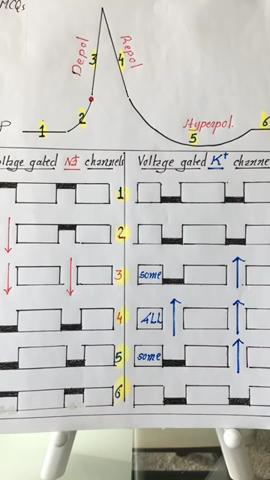 MCQs
Depol
3
Repol
4
Hyperpol.
P
1
2
5
6
Voltage gated Na+ channels
Voltage gated K+ channe
1
2
3
some
4
ALL
5
some
6